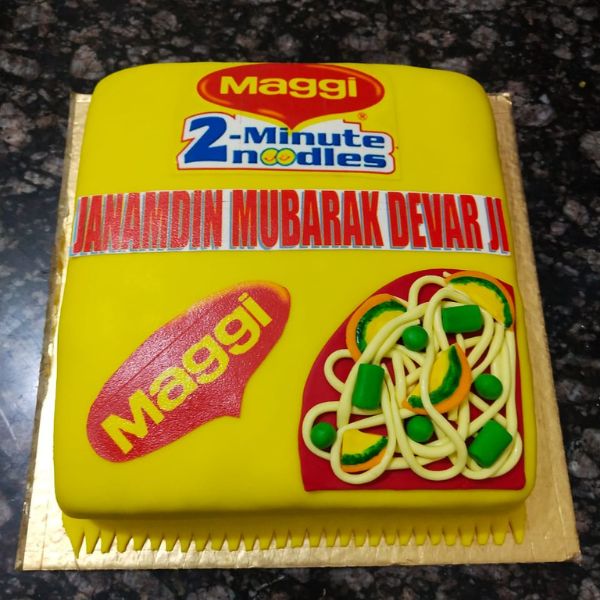 Maggi
®
2-Minute
noodles
JANAMDIN MUBARAK DEVAR JI
Maggi